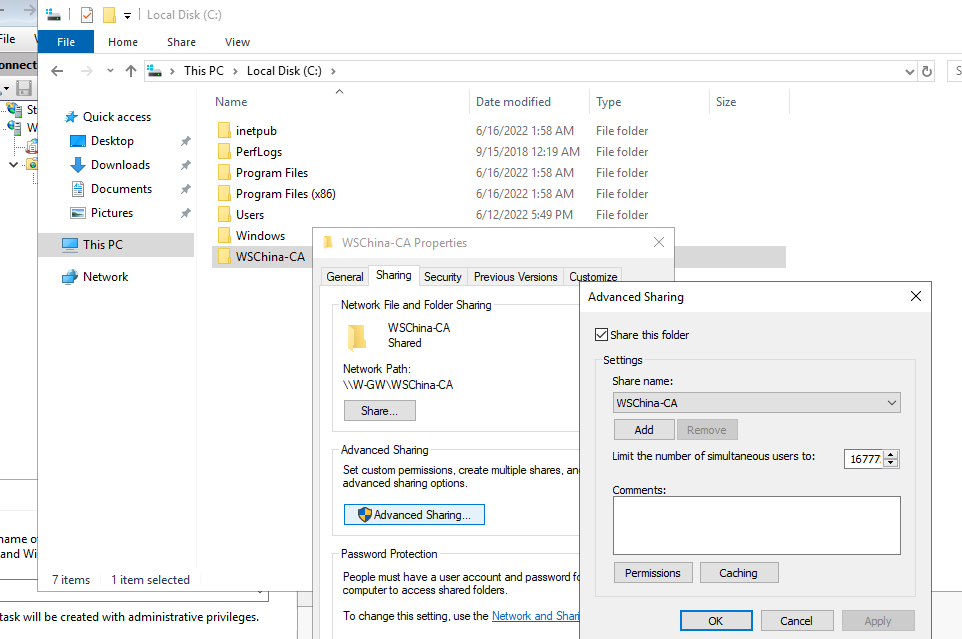 Local Disk (C:)
File
File Home Share View
onnect
This PC Local Disk (C:)
Name Date modified Type Size
Quick access
Desktop
Downloads
Documents
Pictures
This PC
Network
inetpub 6/16/2022 1:58 AM File folder
PerfLogs 9/15/2018 12:19 AM File folder
Program Files 6/16/2022 1:58 AM File folder
Program Files (x86) 6/16/2022 1:58 AM File folder
Users 6/12/2022 5:49 PM File folder
Windows
WSChina-CA
WSChina-CA Properties
General Sharing Security Previous Versions Customize
Network File and Folder Sharing
WSChina-CA
Shared
Network Path:
\\W-GW\WSChina-CA
Share...
Advanced Sharing
Set custom permissions, create multiple shares, an
advanced sharing options.
Advanced Sharing...
Password Protection
People must have a user account and password fo
computer to access shared folders.
To change this setting, use the Network and Shari
Advanced Sharing
Share this folder
Settings
Share name:
WSChina-CA
Add Remove
Limit the number of simultaneous users to: 16777
Comments:
Permissions Caching
OK Cancel Apply
7 items 1 item selected
name o
and Wi
task will be created with administrative privileges.